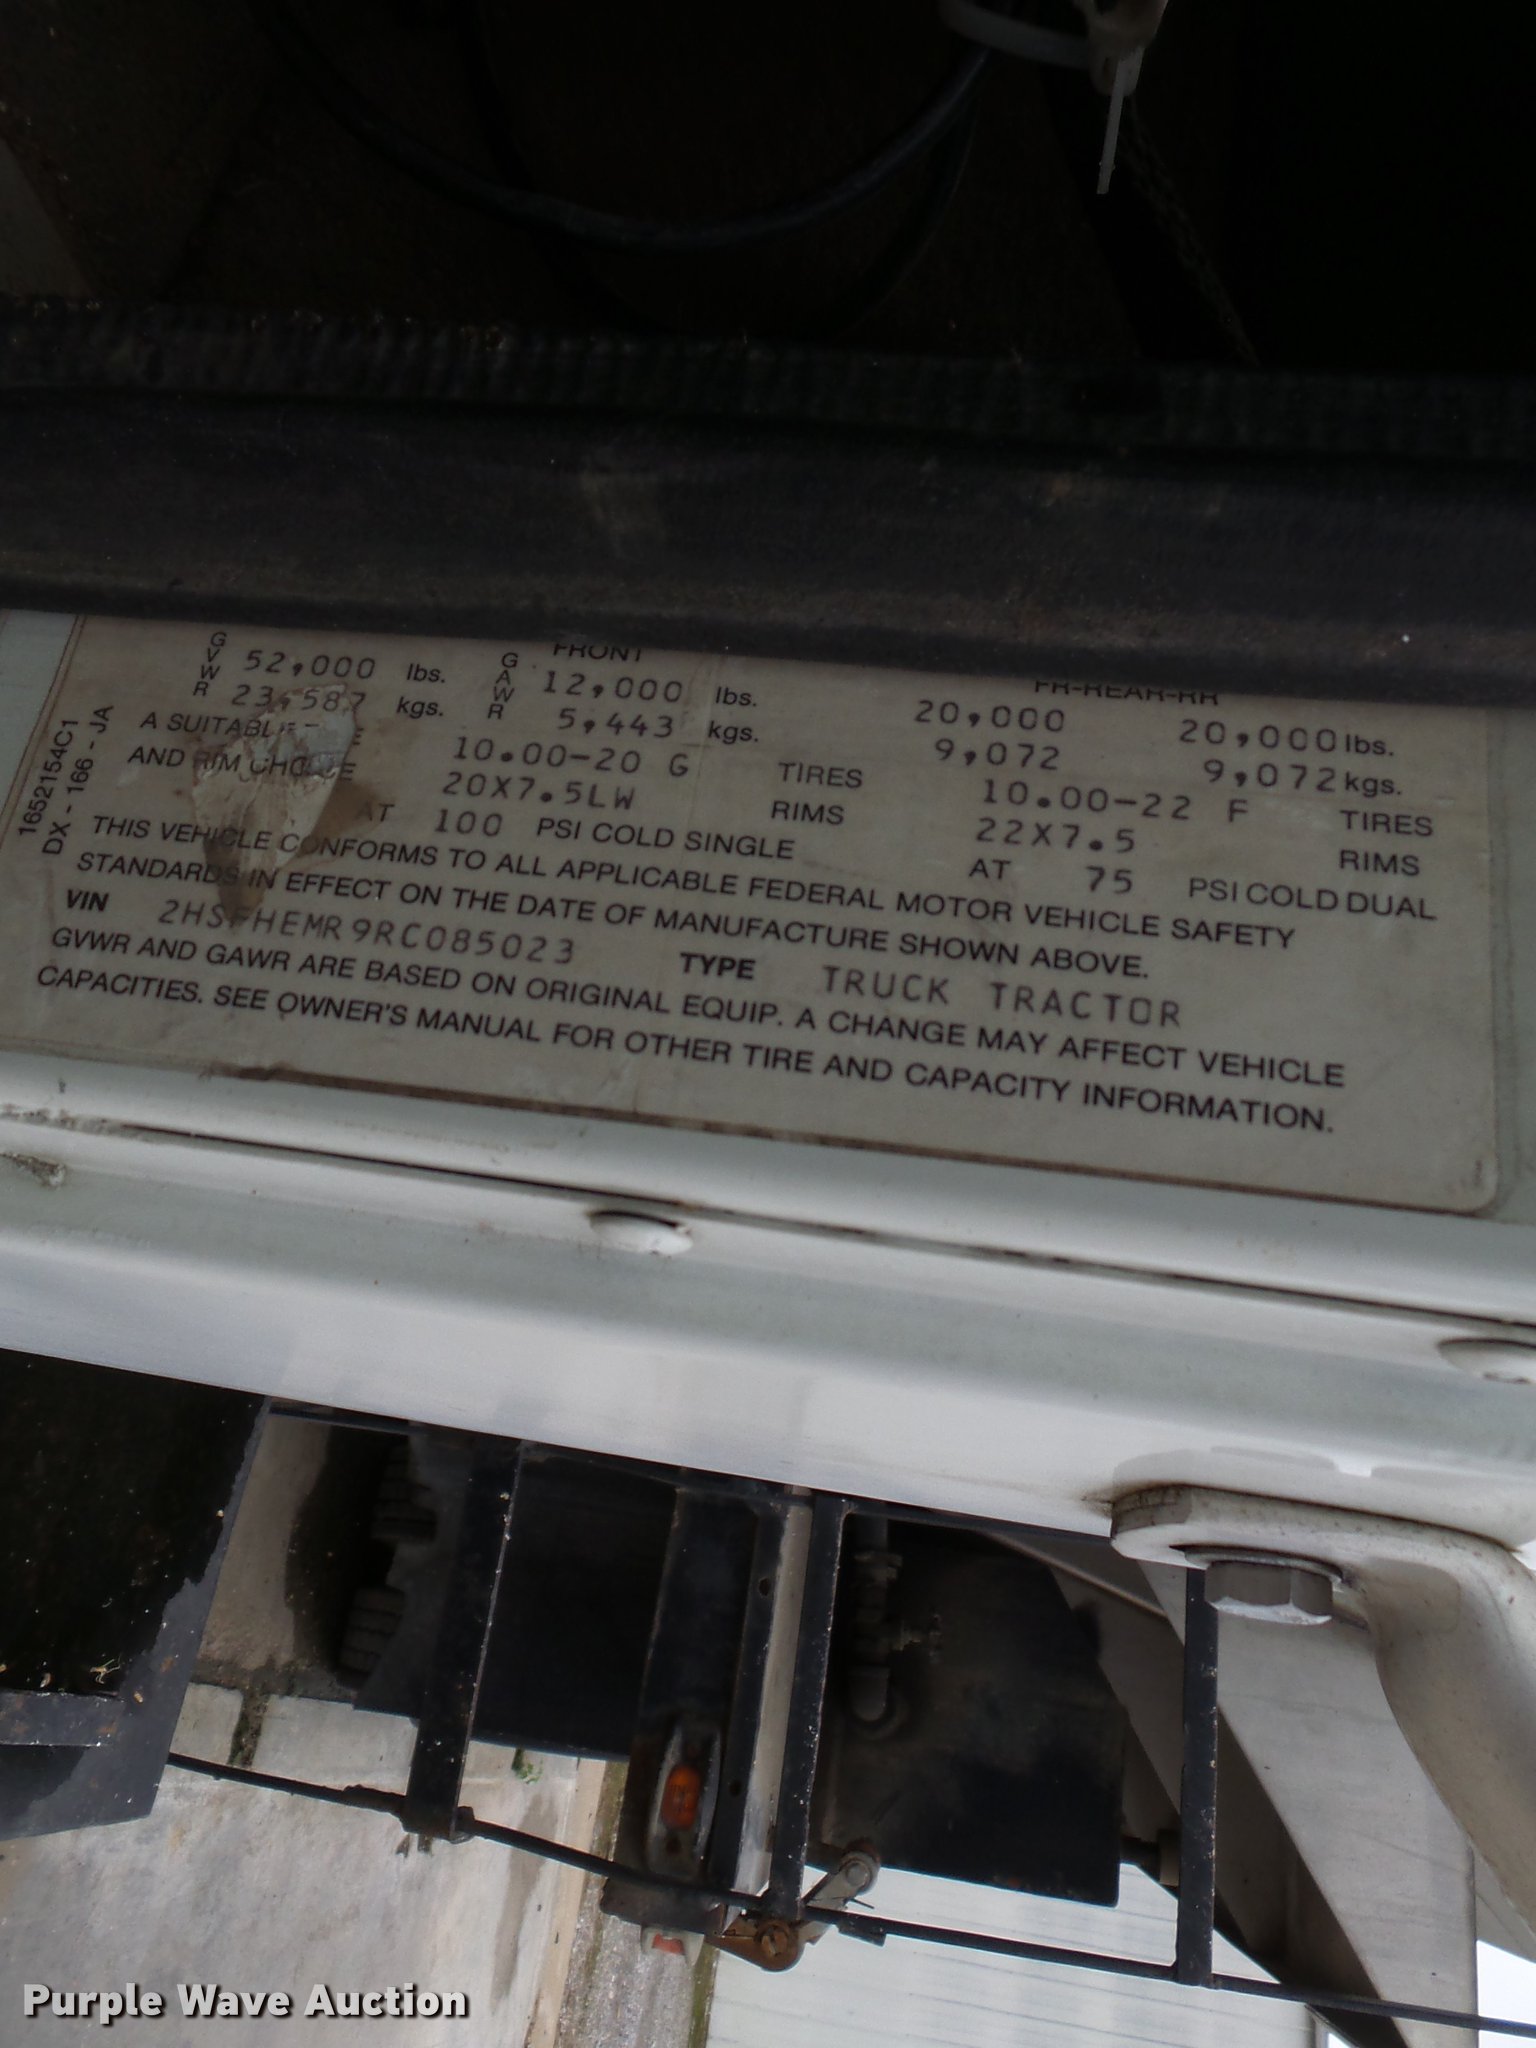 GVWR 52,000 lbs. FRONT GAWR 12,000 lbs. FR-REAR-RR 20,000 20,000 lbs.
23,587 kgs. 5,443 kgs. 9,072 9,072 kgs.
A SUITABLE 10.00-20 G TIRES 10.00-22 F TIRES
AND RIM CHOICE 20X7.5LW RIMS 22X7.5 RIMS
AT 100 PSI COLD SINGLE AT 75 PSI COLD DUAL
THIS VEHICLE CONFORMS TO ALL APPLICABLE FEDERAL MOTOR VEHICLE SAFETY
STANDARDS IN EFFECT ON THE DATE OF MANUFACTURE SHOWN ABOVE.
VIN 2HSFHEMR9RC085023 TYPE TRUCK TRACTOR
GVWR AND GAWR ARE BASED ON ORIGINAL EQUIP. A CHANGE MAY AFFECT VEHICLE
CAPACITIES. SEE OWNER'S MANUAL FOR OTHER TIRE AND CAPACITY INFORMATION.
1652154C1
DX - 166 - JA
Purple Wave Auction